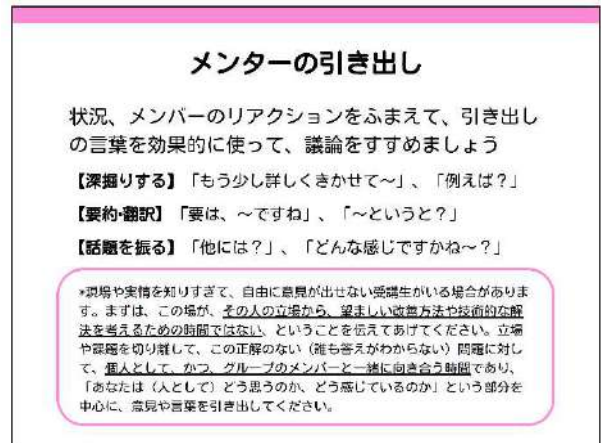 メンターの引き出し
状況、メンバーのリアクションをふまえて、引き出し
の言葉を効果的に使って、議論をすすめましょう
【深掘りする】「もう少し詳しくきかせて～」、「例えば？」
【要約・翻訳】「要は、～ですね」、「～というと？」
【話題を振る】「他には？」、「どんな感じですかね～？」
*現場や実情を知りすぎて、自由に意見が出せない受講生がいる場合がありま
す。まずは、この場が、その人の立場から、望ましい改善方法や技術的な解
決を考えるための時間ではない、ということを伝えてあげてください。立場
や課題を切り離して、この正解のない（誰も答えがわからない）問題に対し
て、個人として、かつ、グループのメンバーと一緒に向き合う時間であり、
「あなたは（人として）どう思うのか、どう感じているのか」という部分を
中心に、意見や言葉を引き出してください。